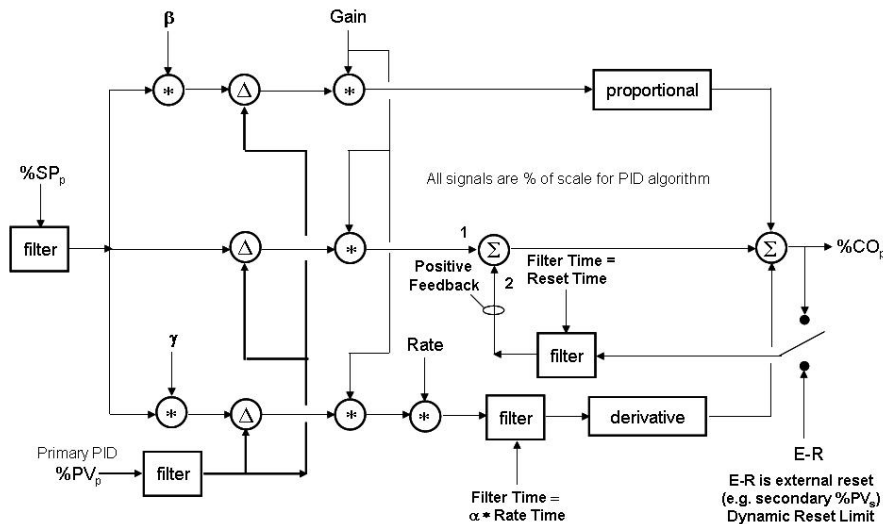 β
Gain
*
Δ
*
proportional
%SPp
All signals are % of scale for PID algorithm
filter
Δ
*
1
Σ
Σ
%COp
Positive
Feedback
2
Filter Time =
Reset Time
γ
Rate
filter
*
Δ
*
*
filter
derivative
Primary PID
%PVp
filter
E-R
Filter Time =
α * Rate Time
E-R is external reset
(e.g. secondary %PVs)
Dynamic Reset Limit